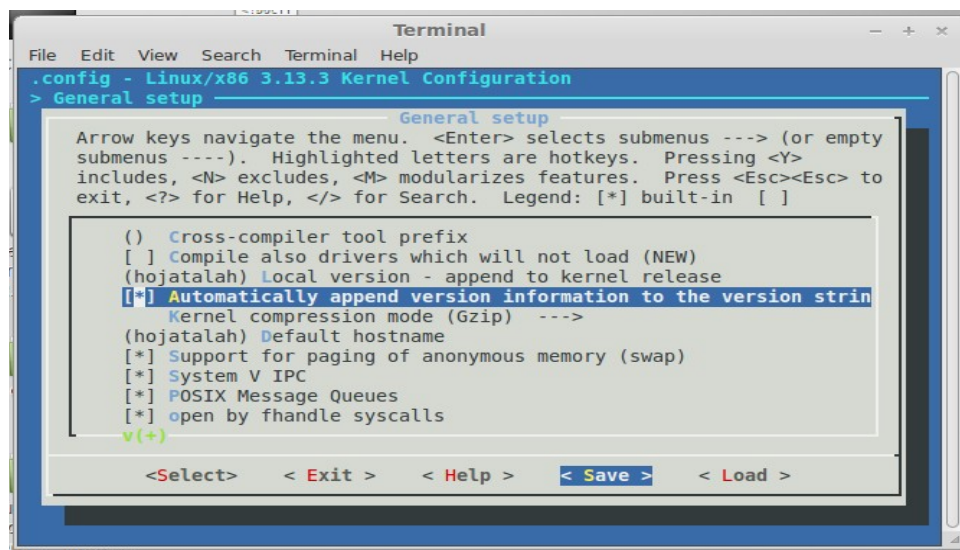 Terminal
File Edit View Search Terminal Help
.config - Linux/x86 3.13.3 Kernel Configuration
> General setup
General setup
Arrow keys navigate the menu. <Enter> selects submenus ---> (or empty
submenus ----). Highlighted letters are hotkeys. Pressing <Y>
includes, <N> excludes, <M> modularizes features. Press <Esc><Esc> to
exit, <?> for Help, </> for Search. Legend: [*] built-in [ ]
() Cross-compiler tool prefix
[ ] Compile also drivers which will not load (NEW)
(hojatalah) Local version - append to kernel release
[*] Automatically append version information to the version strin
Kernel compression mode (Gzip) --->
(hojatalah) Default hostname
[*] Support for paging of anonymous memory (swap)
[*] System V IPC
[*] POSIX Message Queues
[*] open by fhandle syscalls
v(+)
<Select> < Exit > < Help > < Save > < Load >